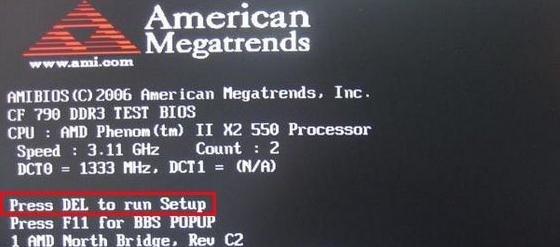 American
Megatrends
www.ami.com
AMIBIOS(C)2006 American Megatrends, Inc.
CF 790 DDR3 TEST BIOS
CPU : AMD Phenom(tm) II X2 550 Processor
Speed : 3.11 GHz Count : 2
DCT0 = 1333 MHz, DCT1 = (N/A)
Press DEL to run Setup
Press F11 for BBS POPUP
1 AMD North Bridge, Rev C2